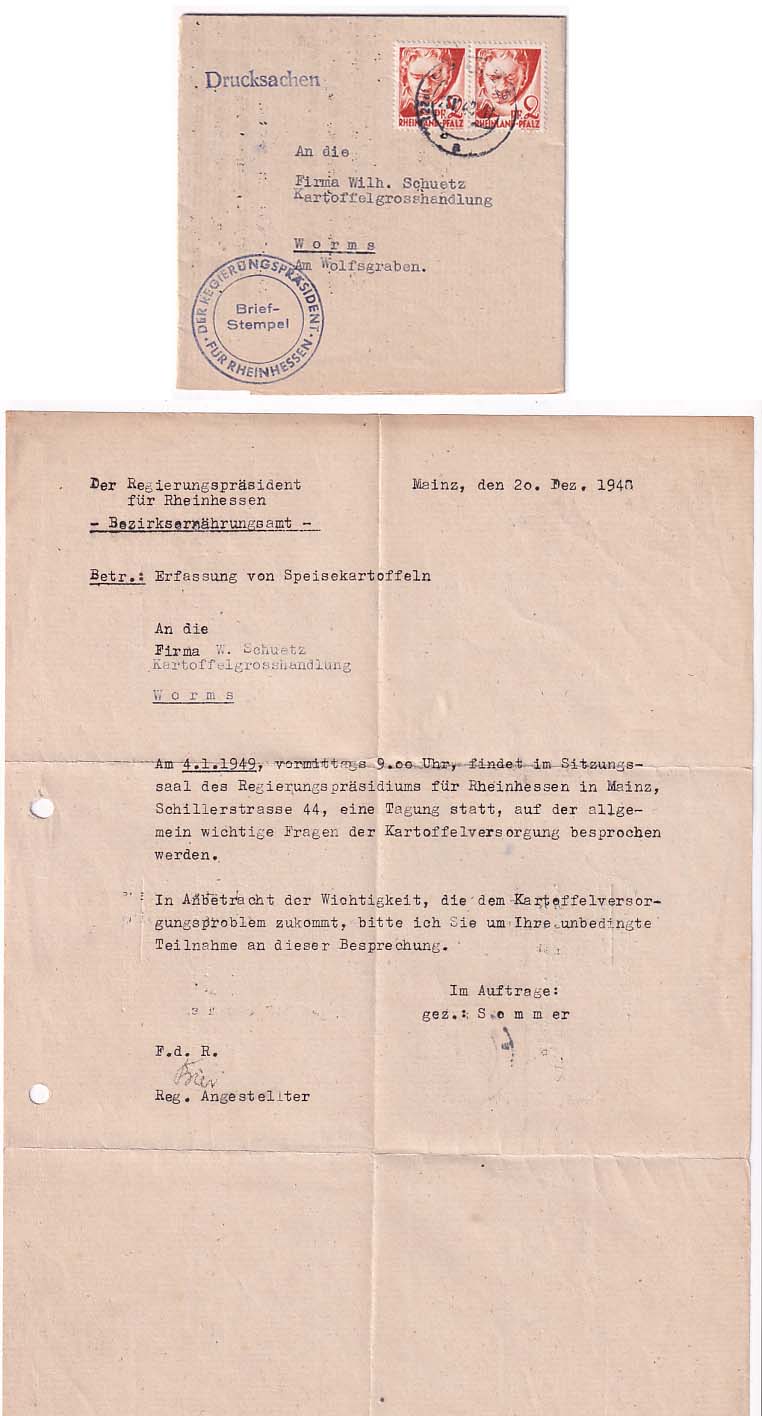 Drucksachen
2 2
RHEINLAND-PFALZ RHEINLAND-PFALZ
a
An die
Firma Wilh. Schuetz
Kartoffelgrosshandlung
Worms
Am Wolfsgraben.
DER REGIERUNGSPRÄSIDENT
· FÜR RHEINHESSEN ·
Brief-
Stempel
Der Regierungspräsident
für Rheinhessen
- Bezirksernährungsamt -
Mainz, den 2o. Dez. 1948
Betr.: Erfassung von Speisekartoffeln
An die
Firma W. Schuetz
Kartoffelgrosshandlung
Worms
Am 4.1.1949, vormittags 9.oo Uhr, findet im Sitzungs-
saal des Regierungspräsidiums für Rheinhessen in Mainz,
Schillerstrasse 44, eine Tagung statt, auf der allge-
mein wichtige Fragen der Kartoffelversorgung besprochen
werden.
In Anbetracht der Wichtigkeit, die dem Kartoffelversor-
gungsproblem zukommt, bitte ich Sie um Ihre unbedingte
Teilnahme an dieser Besprechung.
Im Auftrage:
gez.: Sommer
F.d. R.
Reg. Angestellter